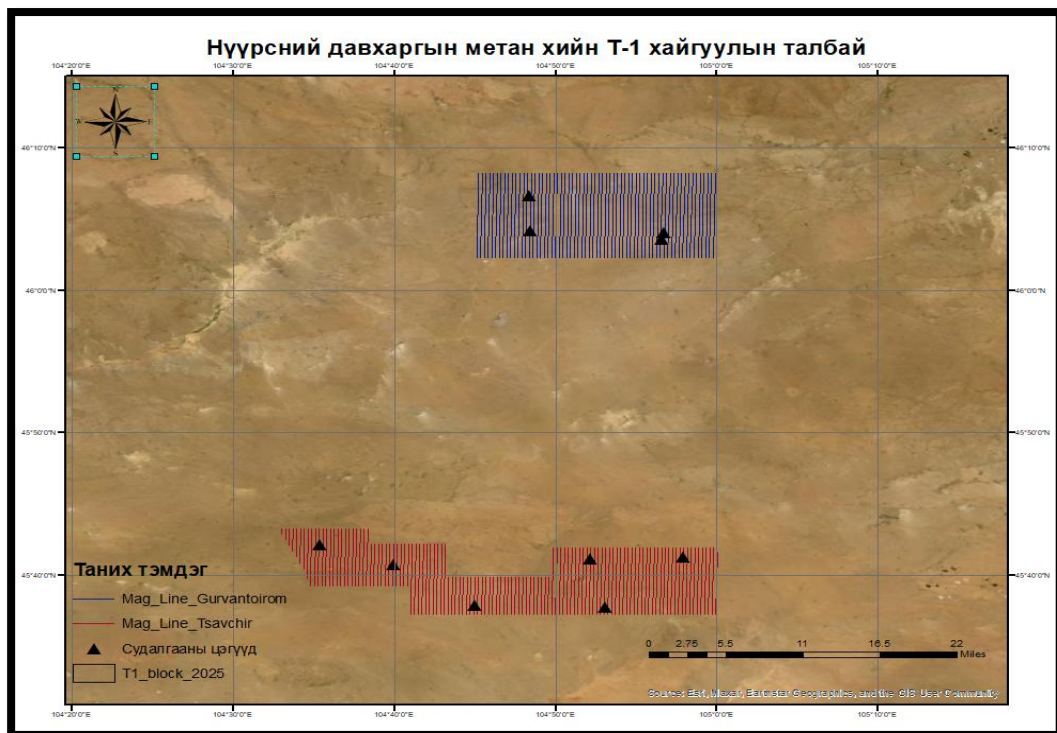 Нүүрсний давхаргын метан хийн Т-1 хайгуулын талбай
104°20'0"E 104°30'0"E 104°40'0"E 104°50'0"E 105°0'0"E 105°10'0"E
N
W E
S
46°10'0"N 46°10'0"N
46°0'0"N 46°0'0"N
45°50'0"N 45°50'0"N
45°40'0"N 45°40'0"N
Таних тэмдэг
Mag_Line_Gurvantoirom
Mag_Line_Tsavchir
Судалгааны цэгүүд
T1_block_2025
0 2.75 5.5 11 16.5 22
Miles
Source: Esri, Maxar, Earthstar Geographics, and the GIS User Community
104°20'0"E 104°30'0"E 104°40'0"E 104°50'0"E 105°0'0"E 105°10'0"E